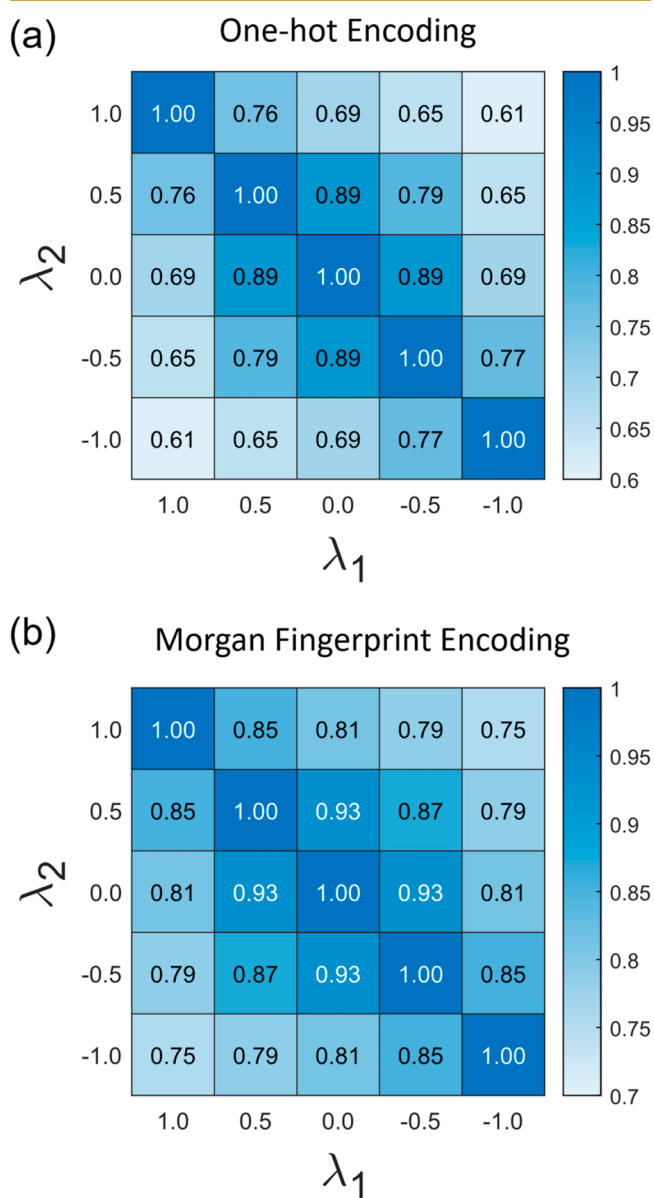 (a)
One-hot Encoding
1.0 1.00 0.76 0.69 0.65 0.61
0.5 0.76 1.00 0.89 0.79 0.65
0.0 0.69 0.89 1.00 0.89 0.69
-0.5 0.65 0.79 0.89 1.00 0.77
-1.0 0.61 0.65 0.69 0.77 1.00
1.0 0.5 0.0 -0.5 -1.0
λ2
λ1
1
0.95
0.9
0.85
0.8
0.75
0.7
0.65
0.6
(b)
Morgan Fingerprint Encoding
1.0 1.00 0.85 0.81 0.79 0.75
0.5 0.85 1.00 0.93 0.87 0.79
0.0 0.81 0.93 1.00 0.93 0.81
-0.5 0.79 0.87 0.93 1.00 0.85
-1.0 0.75 0.79 0.81 0.85 1.00
1.0 0.5 0.0 -0.5 -1.0
λ2
λ1
1
0.95
0.9
0.85
0.8
0.75
0.7